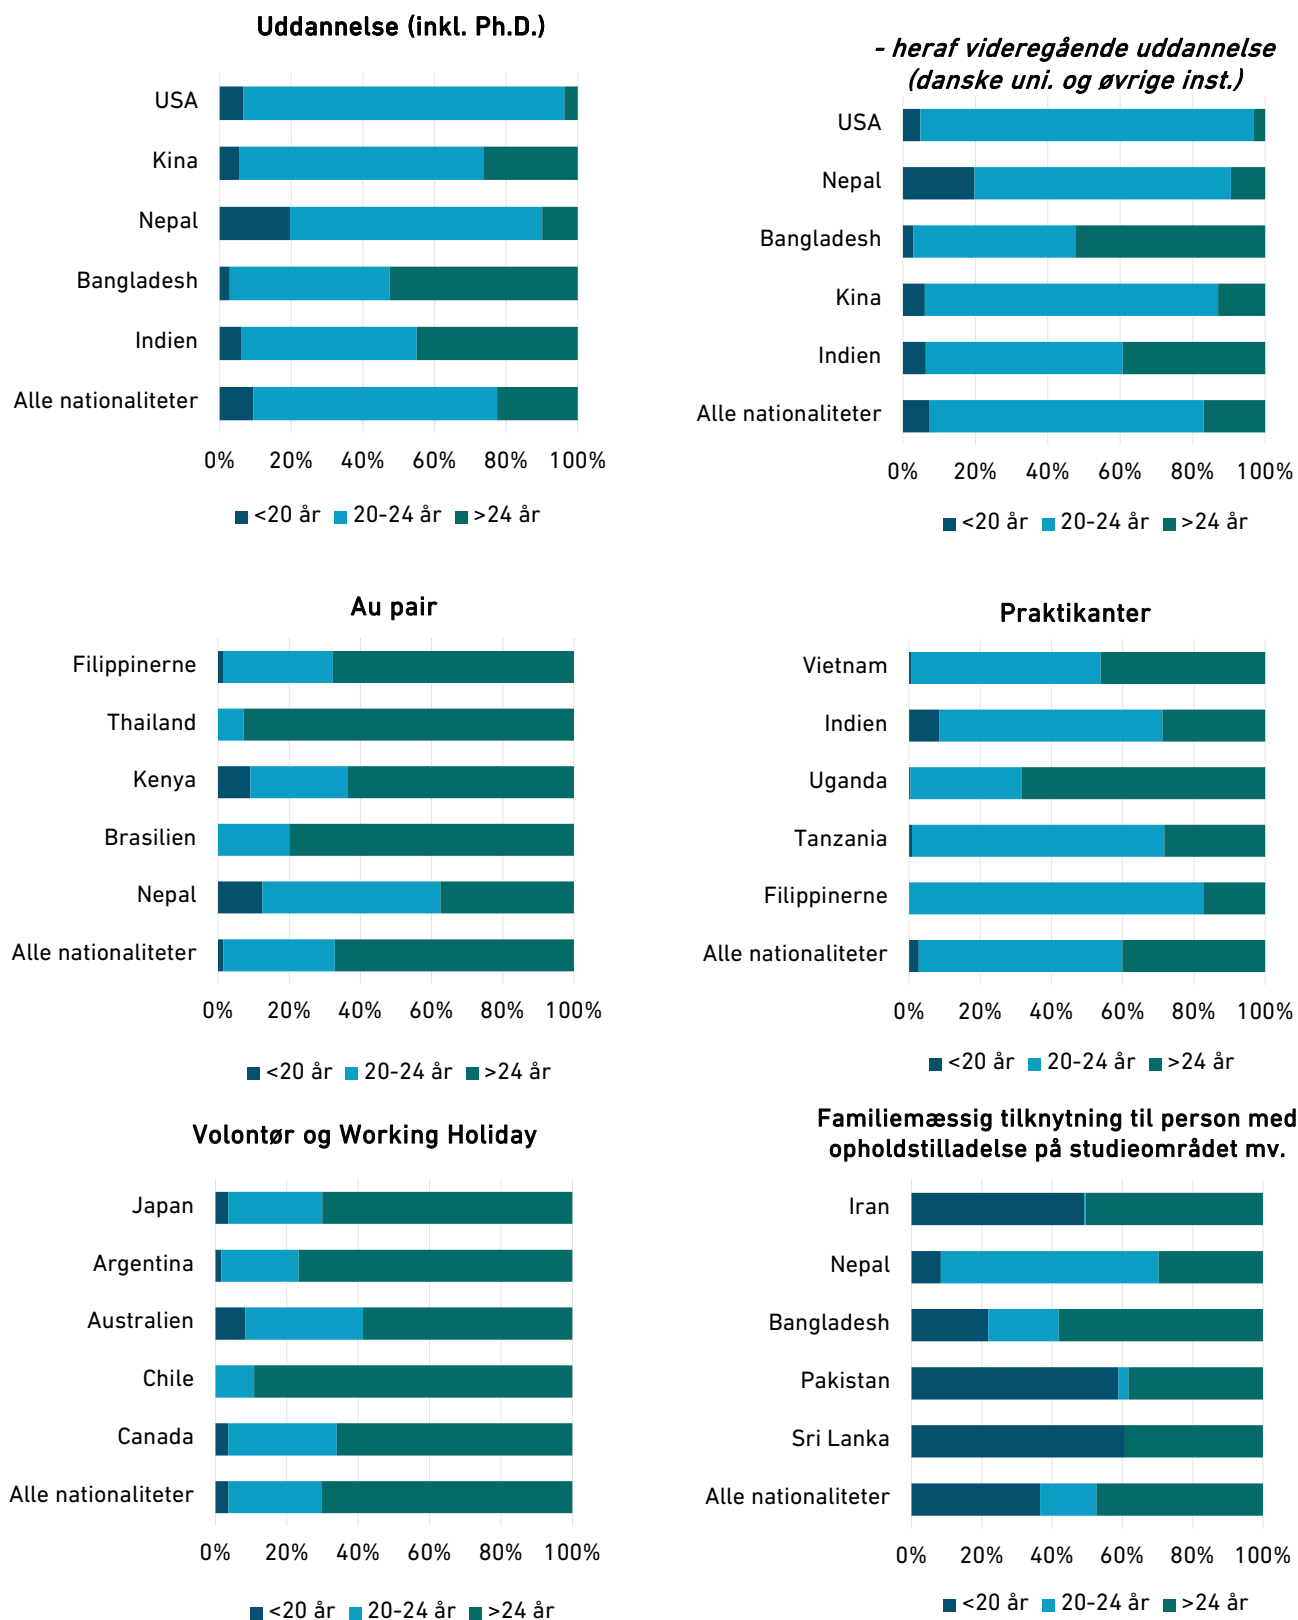 Uddannelse (inkl. Ph.D.)
USA
Kina
Nepal
Bangladesh
Indien
Alle nationaliteter
0% 20% 40% 60% 80% 100%
<20 år 20-24 år >24 år
- heraf videregående uddannelse
(danske uni. og øvrige inst.)
USA
Nepal
Bangladesh
Kina
Indien
Alle nationaliteter
0% 20% 40% 60% 80% 100%
<20 år 20-24 år >24 år
Au pair
Filippinerne
Thailand
Kenya
Brasilien
Nepal
Alle nationaliteter
0% 20% 40% 60% 80% 100%
<20 år 20-24 år >24 år
Praktikanter
Vietnam
Indien
Uganda
Tanzania
Filippinerne
Alle nationaliteter
0% 20% 40% 60% 80% 100%
<20 år 20-24 år >24 år
Volontør og Working Holiday
Japan
Argentina
Australien
Chile
Canada
Alle nationaliteter
0% 20% 40% 60% 80% 100%
<20 år 20-24 år >24 år
Familiemæssig tilknytning til person med
opholdstilladelse på studieområdet mv.
Iran
Nepal
Bangladesh
Pakistan
Sri Lanka
Alle nationaliteter
0% 20% 40% 60% 80% 100%
<20 år 20-24 år >24 år